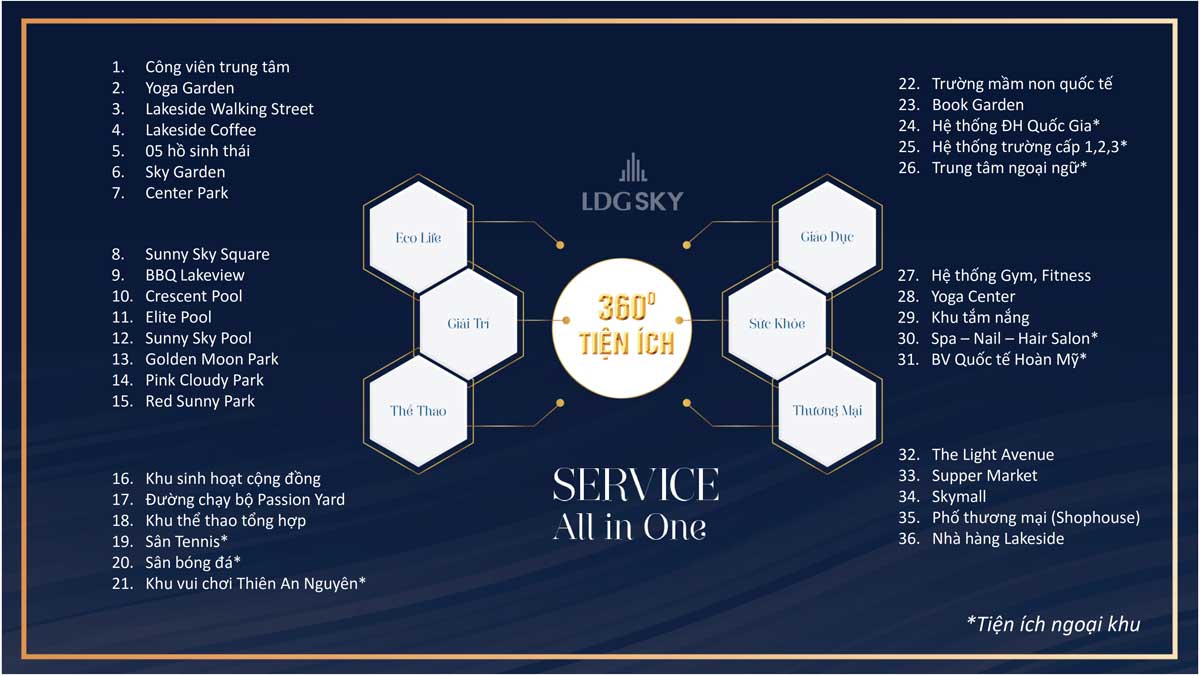 1. Công viên trung tâm
2. Yoga Garden
3. Lakeside Walking Street
4. Lakeside Coffee
5. 05 hồ sinh thái
6. Sky Garden
7. Center Park
8. Sunny Sky Square
9. BBQ Lakeview
10. Crescent Pool
11. Elite Pool
12. Sunny Sky Pool
13. Golden Moon Park
14. Pink Cloudy Park
15. Red Sunny Park
16. Khu sinh hoạt cộng đồng
17. Đường chạy bộ Passion Yard
18. Khu thể thao tổng hợp
19. Sân Tennis*
20. Sân bóng đá*
21. Khu vui chơi Thiên An Nguyên*
Eco Life
Giải Trí
Thể Thao
LDG SKY
360⁰
TIỆN ÍCH
SERVICE
All in One
Giáo Dục
Sức Khỏe
Thương Mại
22. Trường mầm non quốc tế
23. Book Garden
24. Hệ thống ĐH Quốc Gia*
25. Hệ thống trường cấp 1,2,3*
26. Trung tâm ngoại ngữ*
27. Hệ thống Gym, Fitness
28. Yoga Center
29. Khu tắm nắng
30. Spa – Nail – Hair Salon*
31. BV Quốc tế Hoàn Mỹ*
32. The Light Avenue
33. Supper Market
34. Skymall
35. Phố thương mại (Shophouse)
36. Nhà hàng Lakeside
*Tiện ích ngoại khu